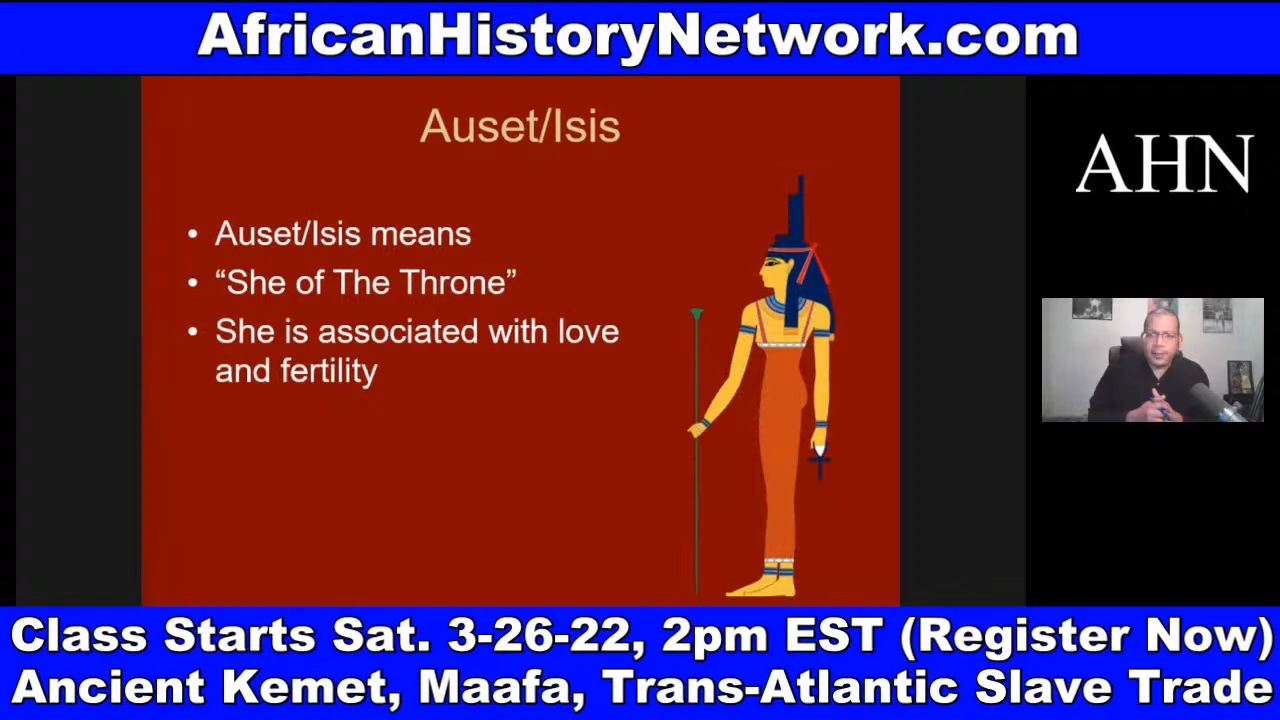 AfricanHistoryNetwork.com
Auset/Isis
AHN
• Auset/Isis means
• “She of The Throne”
• She is associated with love
and fertility
Class Starts Sat. 3-26-22, 2pm EST (Register Now)
Ancient Kemet, Maafa, Trans-Atlantic Slave Trade